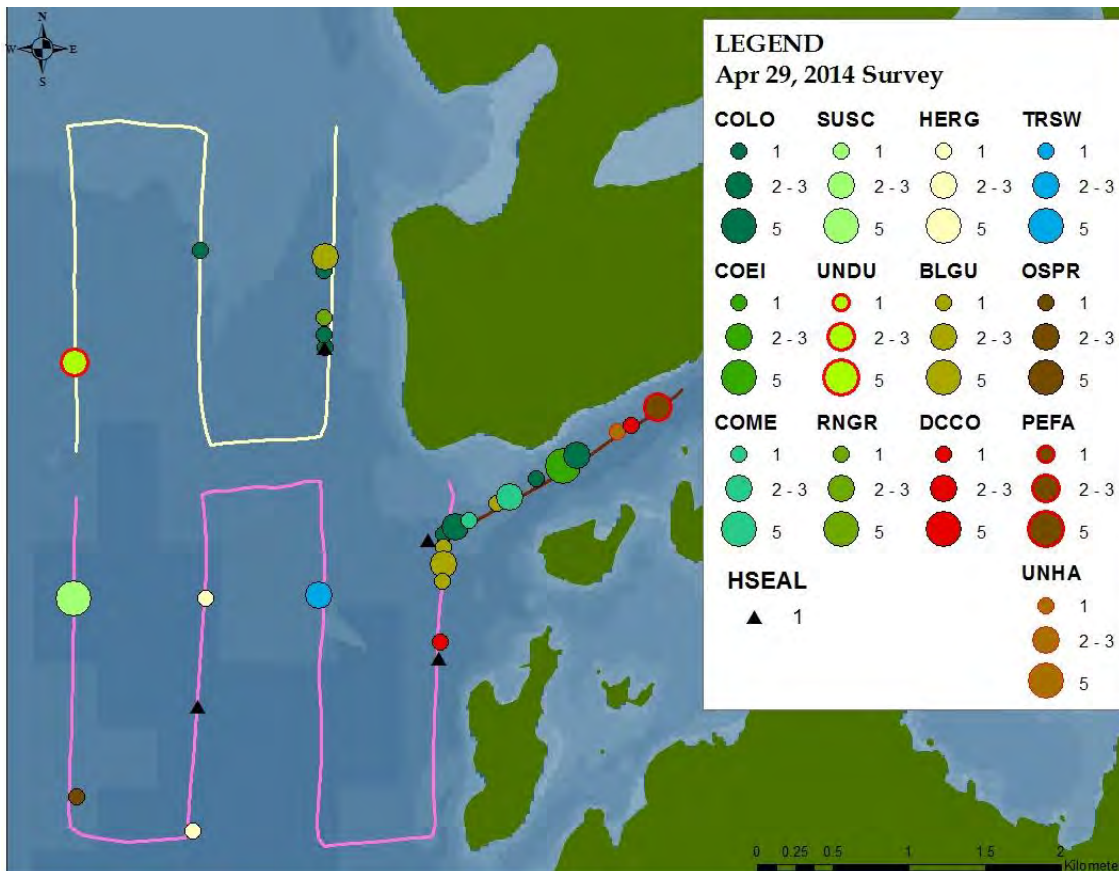 N
W E
S
LEGEND
Apr 29, 2014 Survey
COLO SUSC HERG TRSW
1 1 1 1
2 - 3 2 - 3 2 - 3 2 - 3
5 5 5 5
COEI UNDU BLGU OSPR
1 1 1 1
2 - 3 2 - 3 2 - 3 2 - 3
5 5 5 5
COME RNGR DCCO PEFA
1 1 1 1
2 - 3 2 - 3 2 - 3 2 - 3
5 5 5 5
HSEAL UNHA
1 1
2 - 3
5
0 0.25 0.5 1 1.5 2
Kilomete